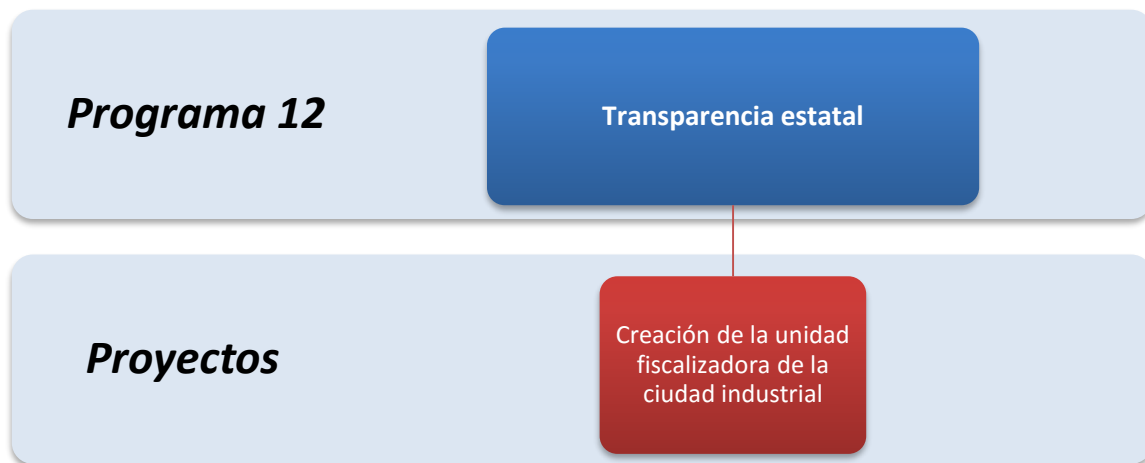 Programa 12
Transparencia estatal
Proyectos
Creación de la unidad
fiscalizadora de la
ciudad industrial